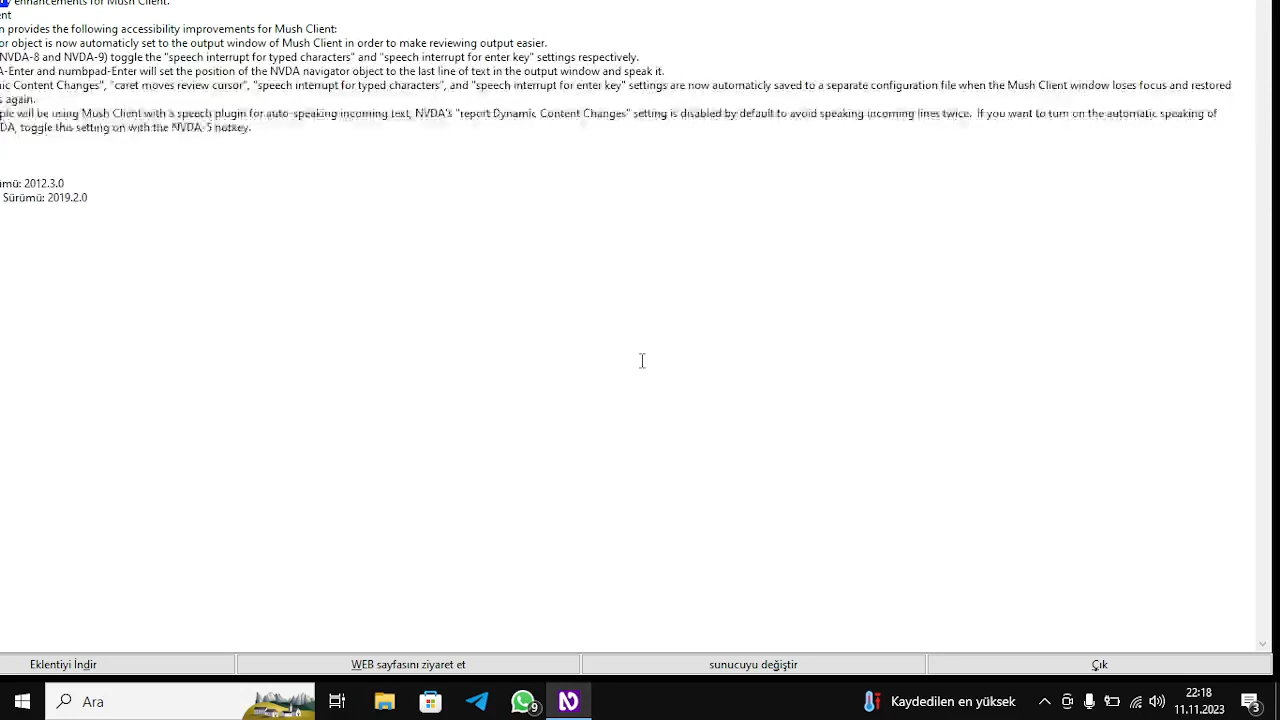 enhancements for Mush Client.
ent
n provides the following accessibility improvements for Mush Client:
or object is now automaticly set to the output window of Mush Client in order to make reviewing output easier.
NVDA-8 and NVDA-9) toggle the "speech interrupt for typed characters" and "speech interrupt for enter key" settings respectively.
A-Enter and numbpad-Enter will set the position of the NVDA navigator object to the last line of text in the output window and speak it.
ic Content Changes", "caret moves review cursor", "speech interrupt for typed characters", and "speech interrupt for enter key" settings are now automaticly saved to a separate configuration file when the Mush Client window loses focus and restored
s again.
ple will be using Mush Client with a speech plugin for auto-speaking incoming text, NVDA's "report Dynamic Content Changes" setting is disabled by default to avoid speaking incoming lines twice. If you want to turn on the automatic speaking of
DA, toggle this setting on with the NVDA-5 hotkey.
ümü: 2012.3.0
Sürümü: 2019.2.0
Eklentiyi İndir
WEB sayfasını ziyaret et
sunucuyu değiştir
Çık
Ara
9
Kaydedilen en yüksek
22:18
11.11.2023
3